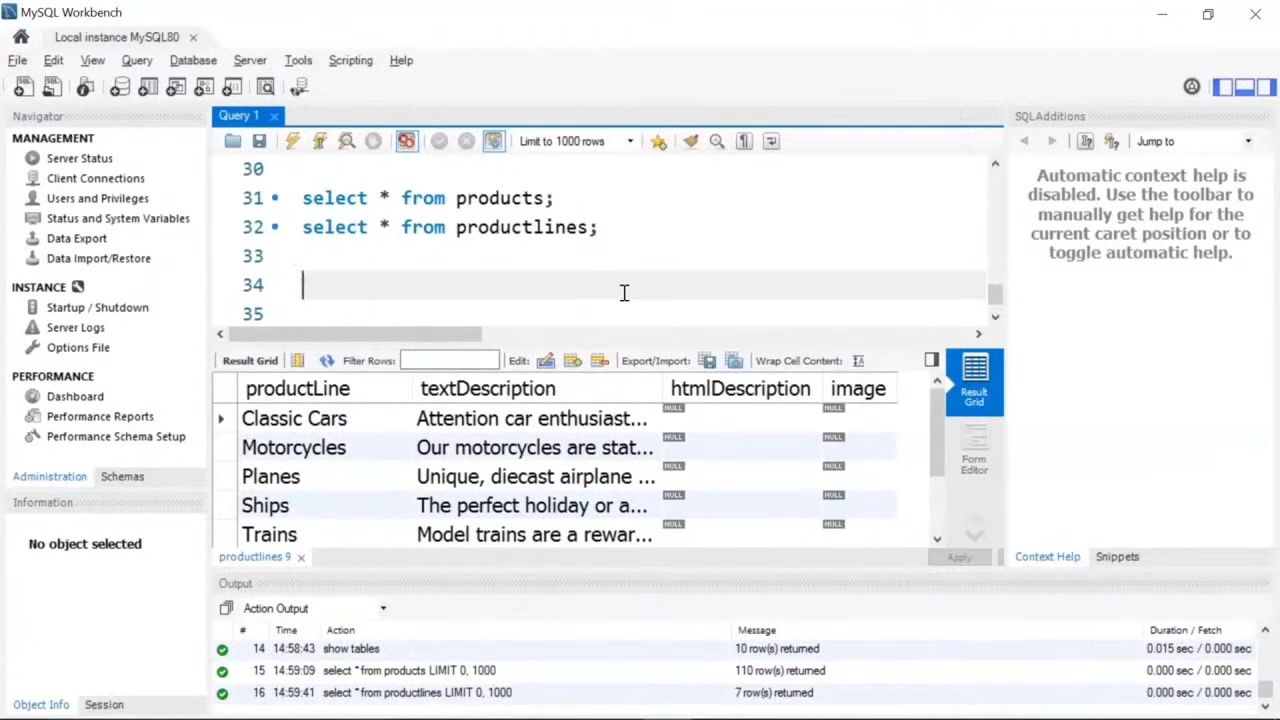 MySQL Workbench
Local instance MySQL80
File Edit View Query Database Server Tools Scripting Help
Navigator
MANAGEMENT
Server Status
Client Connections
Users and Privileges
Status and System Variables
Data Export
Data Import/Restore
INSTANCE
Startup / Shutdown
Server Logs
Options File
PERFORMANCE
Dashboard
Performance Reports
Performance Schema Setup
Administration Schemas
Information
No object selected
Object Info Session
Query 1
Limit to 1000 rows
30
31 select * from products;
32 select * from productlines;
33
34
35
Result Grid Filter Rows: Edit: Export/Import: Wrap Cell Content:
productLine textDescription htmlDescription image
Classic Cars Attention car enthusiast... NULL NULL
Motorcycles Our motorcycles are stat... NULL NULL
Planes Unique, diecast airplane ... NULL NULL
Ships The perfect holiday or a... NULL NULL
Trains Model trains are a rewar... NULL NULL
Result Grid
Form Editor
productlines 9
Apply
Output
Action Output
# Time Action Message Duration / Fetch
14 14:58:43 show tables 10 row(s) returned 0.015 sec / 0.000 sec
15 14:59:09 select * from products LIMIT 0, 1000 110 row(s) returned 0.000 sec / 0.000 sec
16 14:59:41 select * from productlines LIMIT 0, 1000 7 row(s) returned 0.000 sec / 0.000 sec
SQLAdditions
Jump to
Automatic context help is
disabled. Use the toolbar to
manually get help for the
current caret position or to
toggle automatic help.
Context Help Snippets